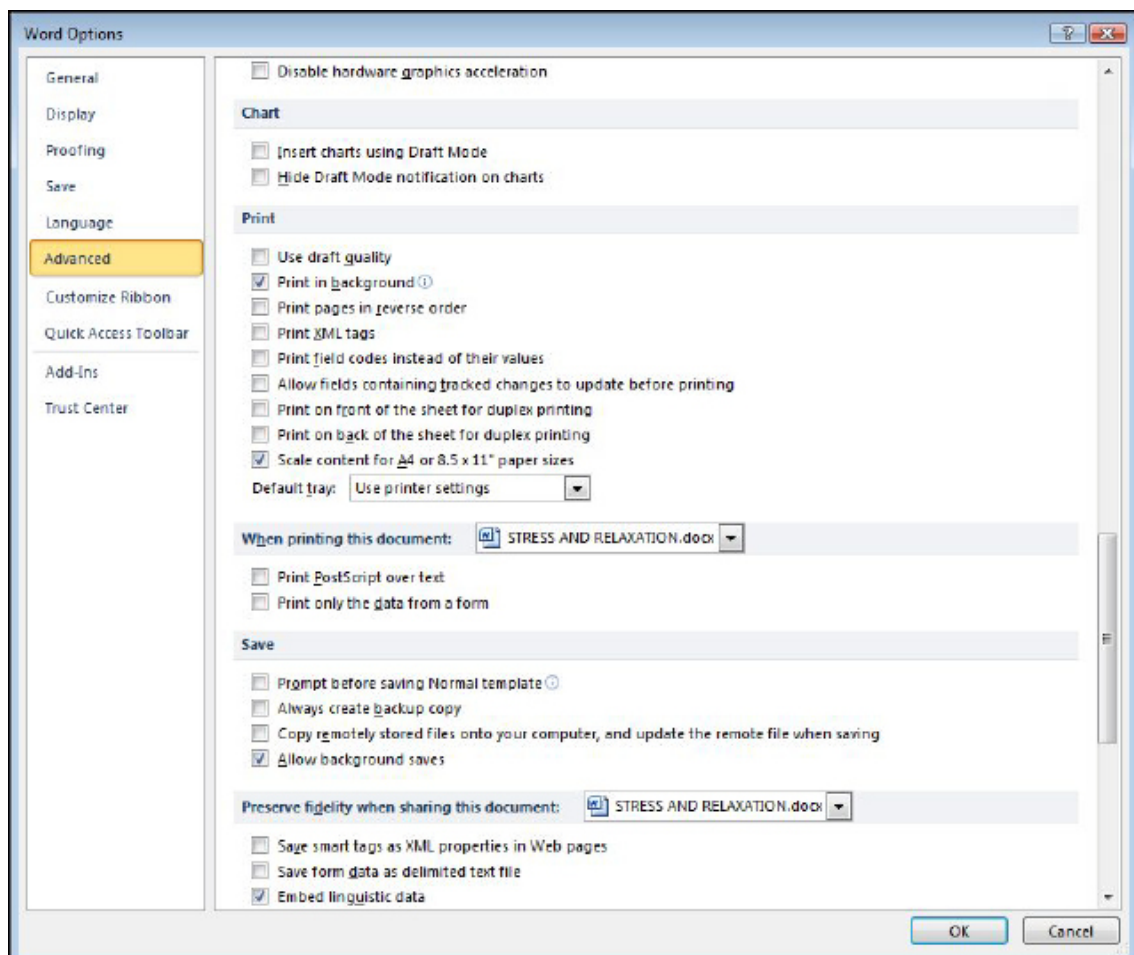 Word Options
General
Display
Proofing
Save
Language
Advanced
Customize Ribbon
Quick Access Toolbar
Add-Ins
Trust Center
Disable hardware graphics acceleration
Chart
Insert charts using Draft Mode
Hide Draft Mode notification on charts
Print
Use draft quality
Print in background
Print pages in reverse order
Print XML tags
Print field codes instead of their values
Allow fields containing tracked changes to update before printing
Print on front of the sheet for duplex printing
Print on back of the sheet for duplex printing
Scale content for A4 or 8.5 x 11" paper sizes
Default tray: Use printer settings
When printing this document: STRESS AND RELAXATION.docx
Print PostScript over text
Print only the data from a form
Save
Prompt before saving Normal template
Always create backup copy
Copy remotely stored files onto your computer, and update the remote file when saving
Allow background saves
Preserve fidelity when sharing this document: STRESS AND RELAXATION.docx
Save smart tags as XML properties in Web pages
Save form data as delimited text file
Embed linguistic data
OK Cancel